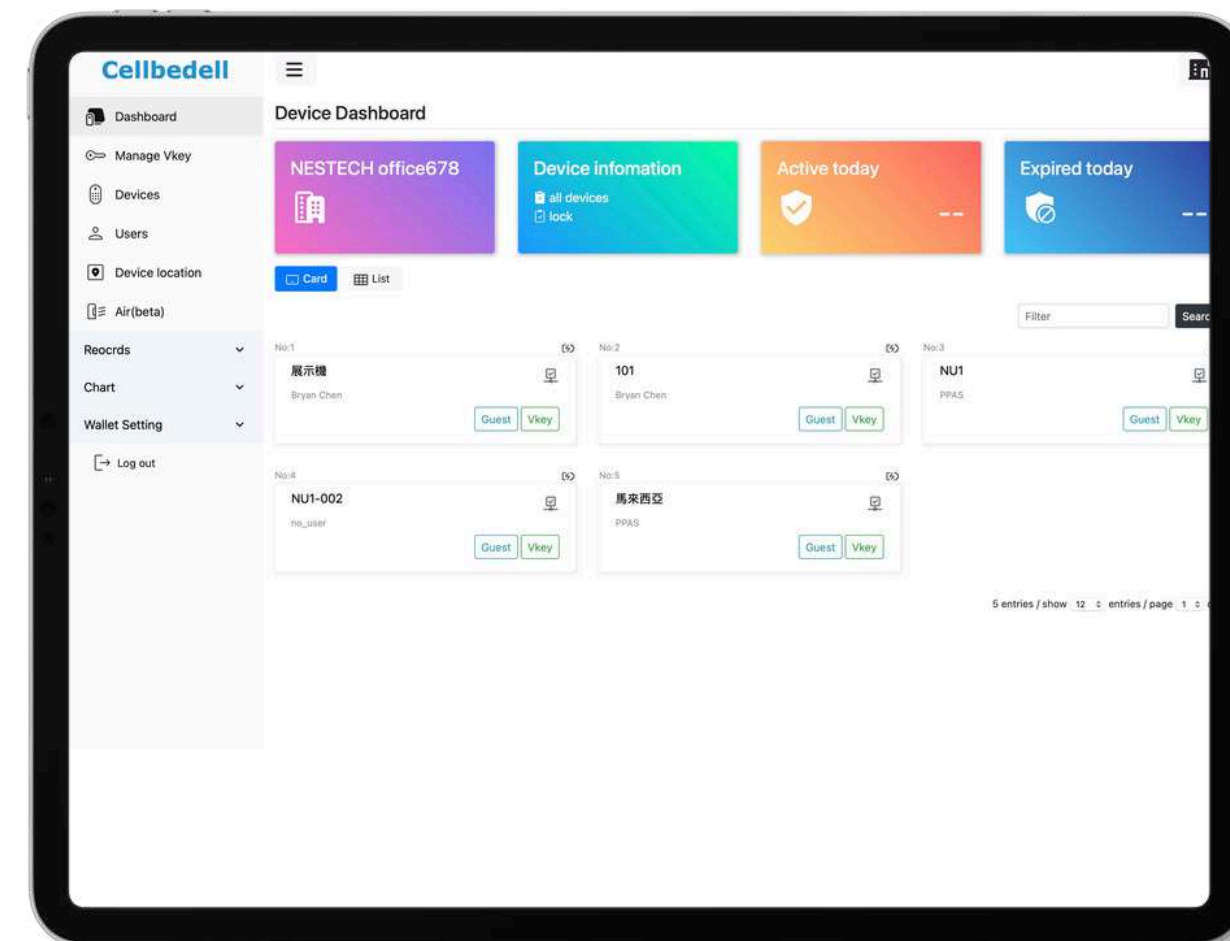 Cellbedell
Dashboard
Manage Vkey
Devices
Users
Device location
Air(beta)
Reocrds
Chart
Wallet Setting
Log out
Device Dashboard
NESTECH office678
Device infomation
all devices
lock
Active today
--
Expired today
--
Card
List
Filter
Searc
No:1
展示機
Bryan Chen
Guest
Vkey
No:2
101
Bryan Chen
Guest
Vkey
No:3
NU1
PPAS
Guest
Vkey
No:4
NU1-002
no_user
Guest
Vkey
No:5
馬來西亞
PPAS
Guest
Vkey
5 entries / show 12 entries / page 1